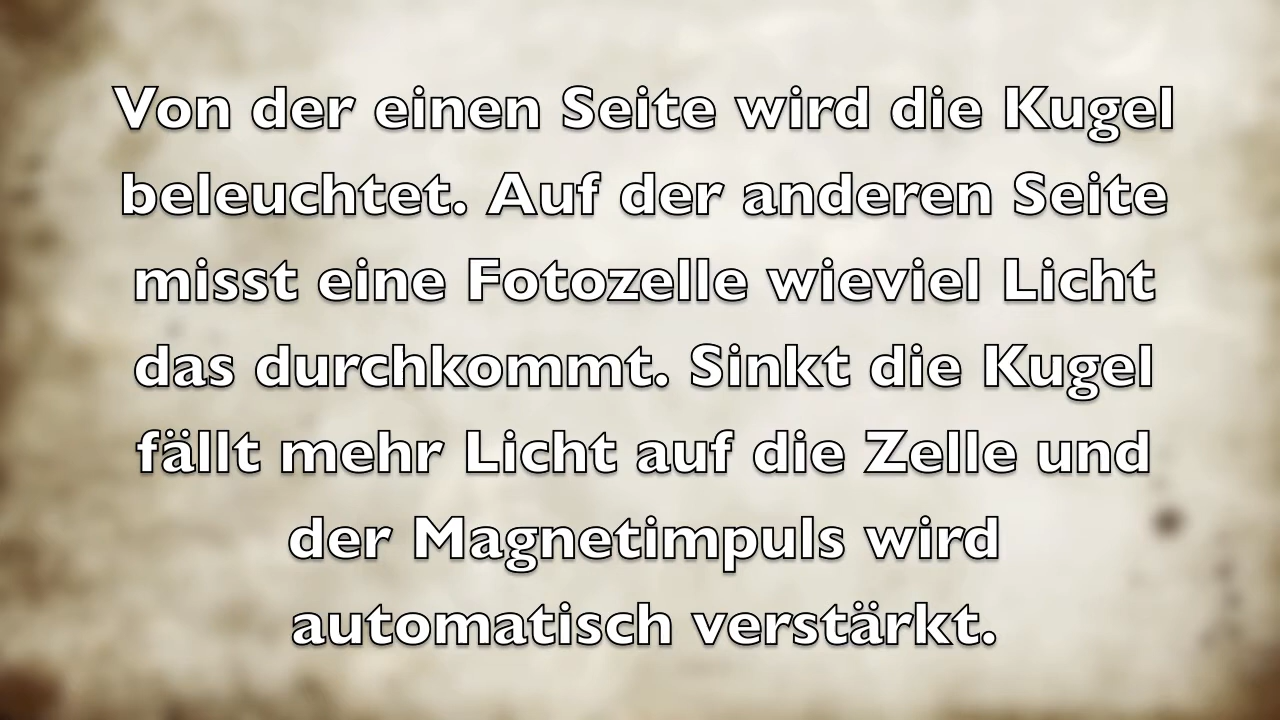 Von der einen Seite wird die Kugel
beleuchtet. Auf der anderen Seite
misst eine Fotozelle wieviel Licht
das durchkommt. Sinkt die Kugel
fällt mehr Licht auf die Zelle und
der Magnetimpuls wird
automatisch verstärkt.